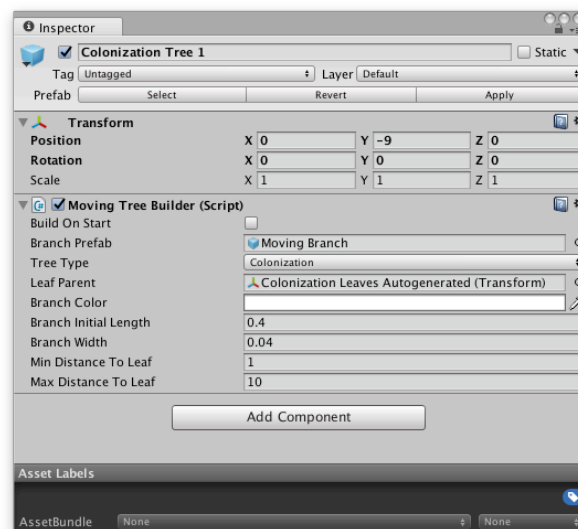 Inspector
Colonization Tree 1 Static
Tag Untagged Layer Default
Prefab Select Revert Apply
Transform
Position X 0 Y -9 Z 0
Rotation X 0 Y 0 Z 0
Scale X 1 Y 1 Z 1
Moving Tree Builder (Script)
Build On Start
Branch Prefab Moving Branch
Tree Type Colonization
Leaf Parent Colonization Leaves Autogenerated (Transform)
Branch Color
Branch Initial Length 0.4
Branch Width 0.04
Min Distance To Leaf 1
Max Distance To Leaf 10
Add Component
Asset Labels
AssetBundle None None